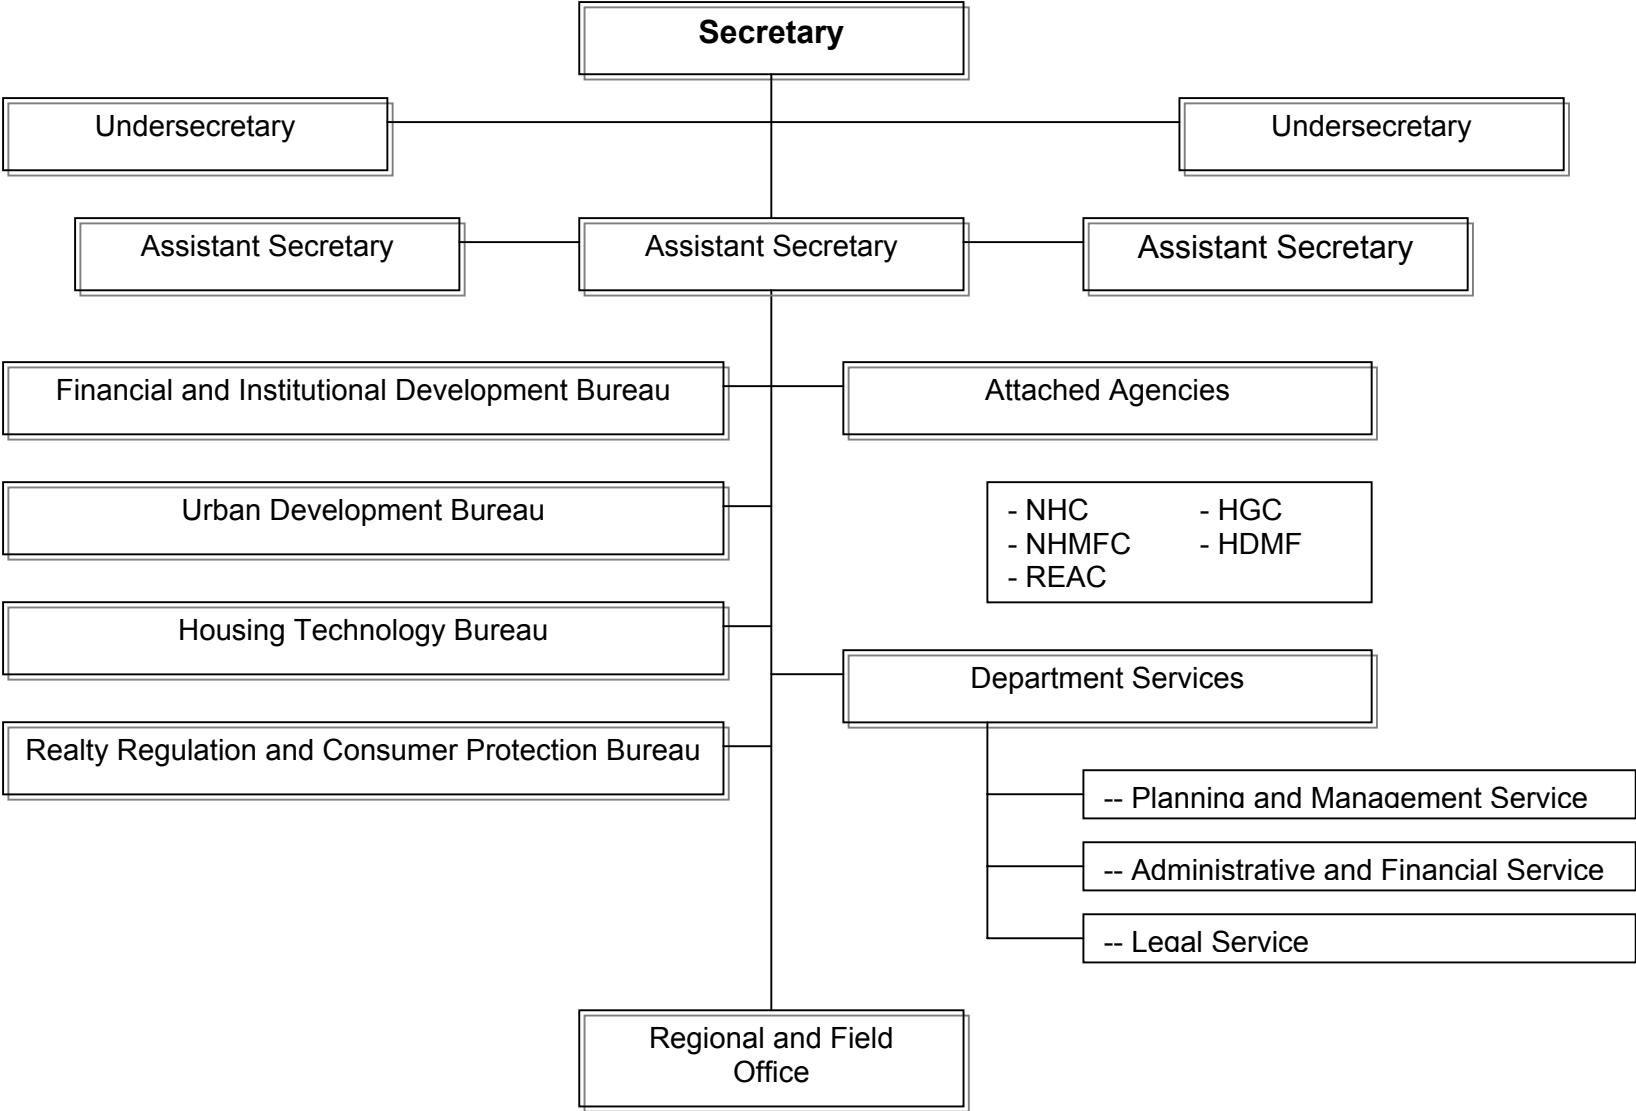 Secretary
Undersecretary
Undersecretary
Assistant Secretary
Assistant Secretary
Assistant Secretary
Financial and Institutional Development Bureau
Attached Agencies
Urban Development Bureau
- NHC - HGC
- NHMFC - HDMF
- REAC
Housing Technology Bureau
Department Services
Realty Regulation and Consumer Protection Bureau
-- Planning and Management Service
-- Administrative and Financial Service
-- Legal Service
Regional and Field
Office